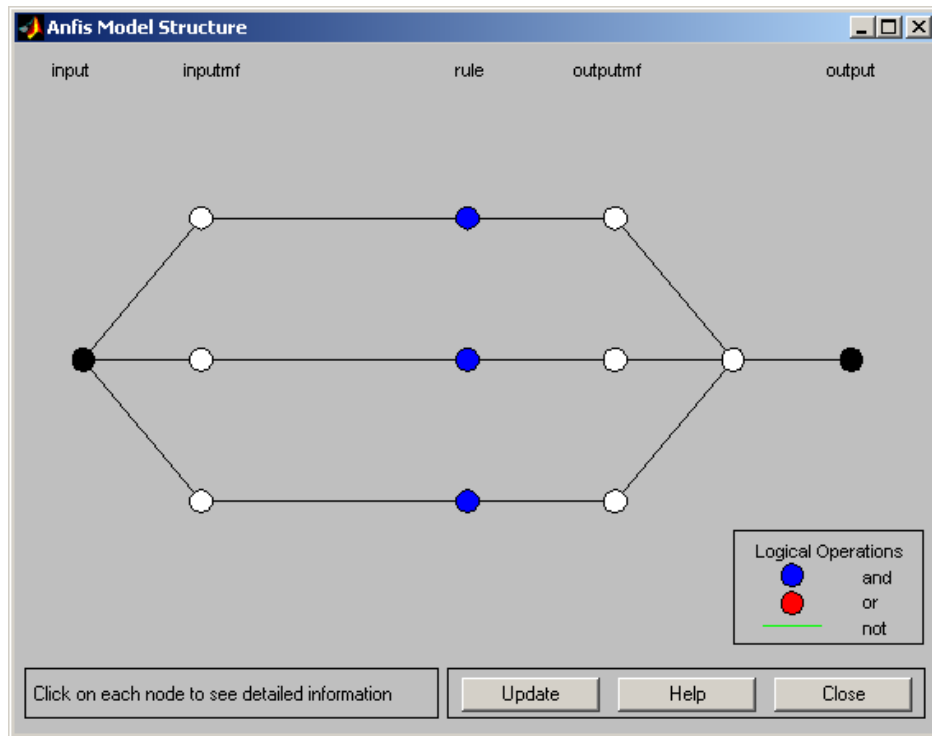 Anfis Model Structure
input inputmf rule outputmf output
Logical Operations
and
or
not
Click on each node to see detailed information
Update Help Close